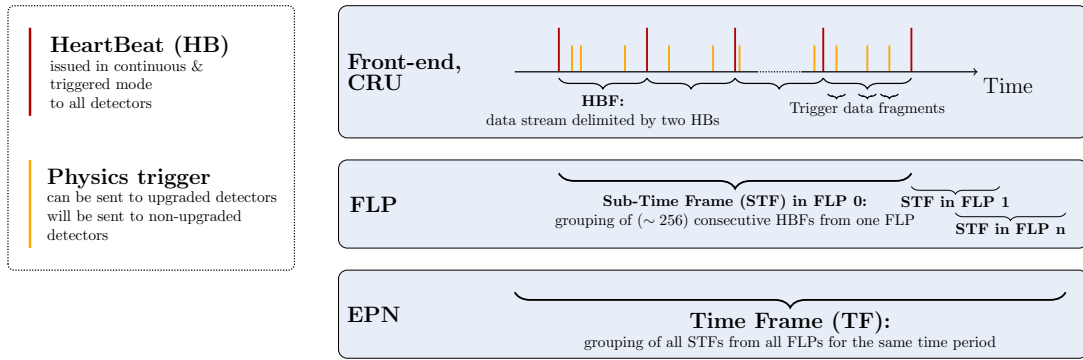 HeartBeat (HB)
issued in continuous &
triggered mode
to all detectors
Physics trigger
can be sent to upgraded detectors
will be sent to non-upgraded
detectors
Front-end,
CRU
Time
HBF:
data stream delimited by two HBs
Trigger data fragments
FLP
Sub-Time Frame (STF) in FLP 0:
grouping of (∼ 256) consecutive HBFs from one FLP
STF in FLP 1
STF in FLP n
EPN
Time Frame (TF):
grouping of all STFs from all FLPs for the same time period